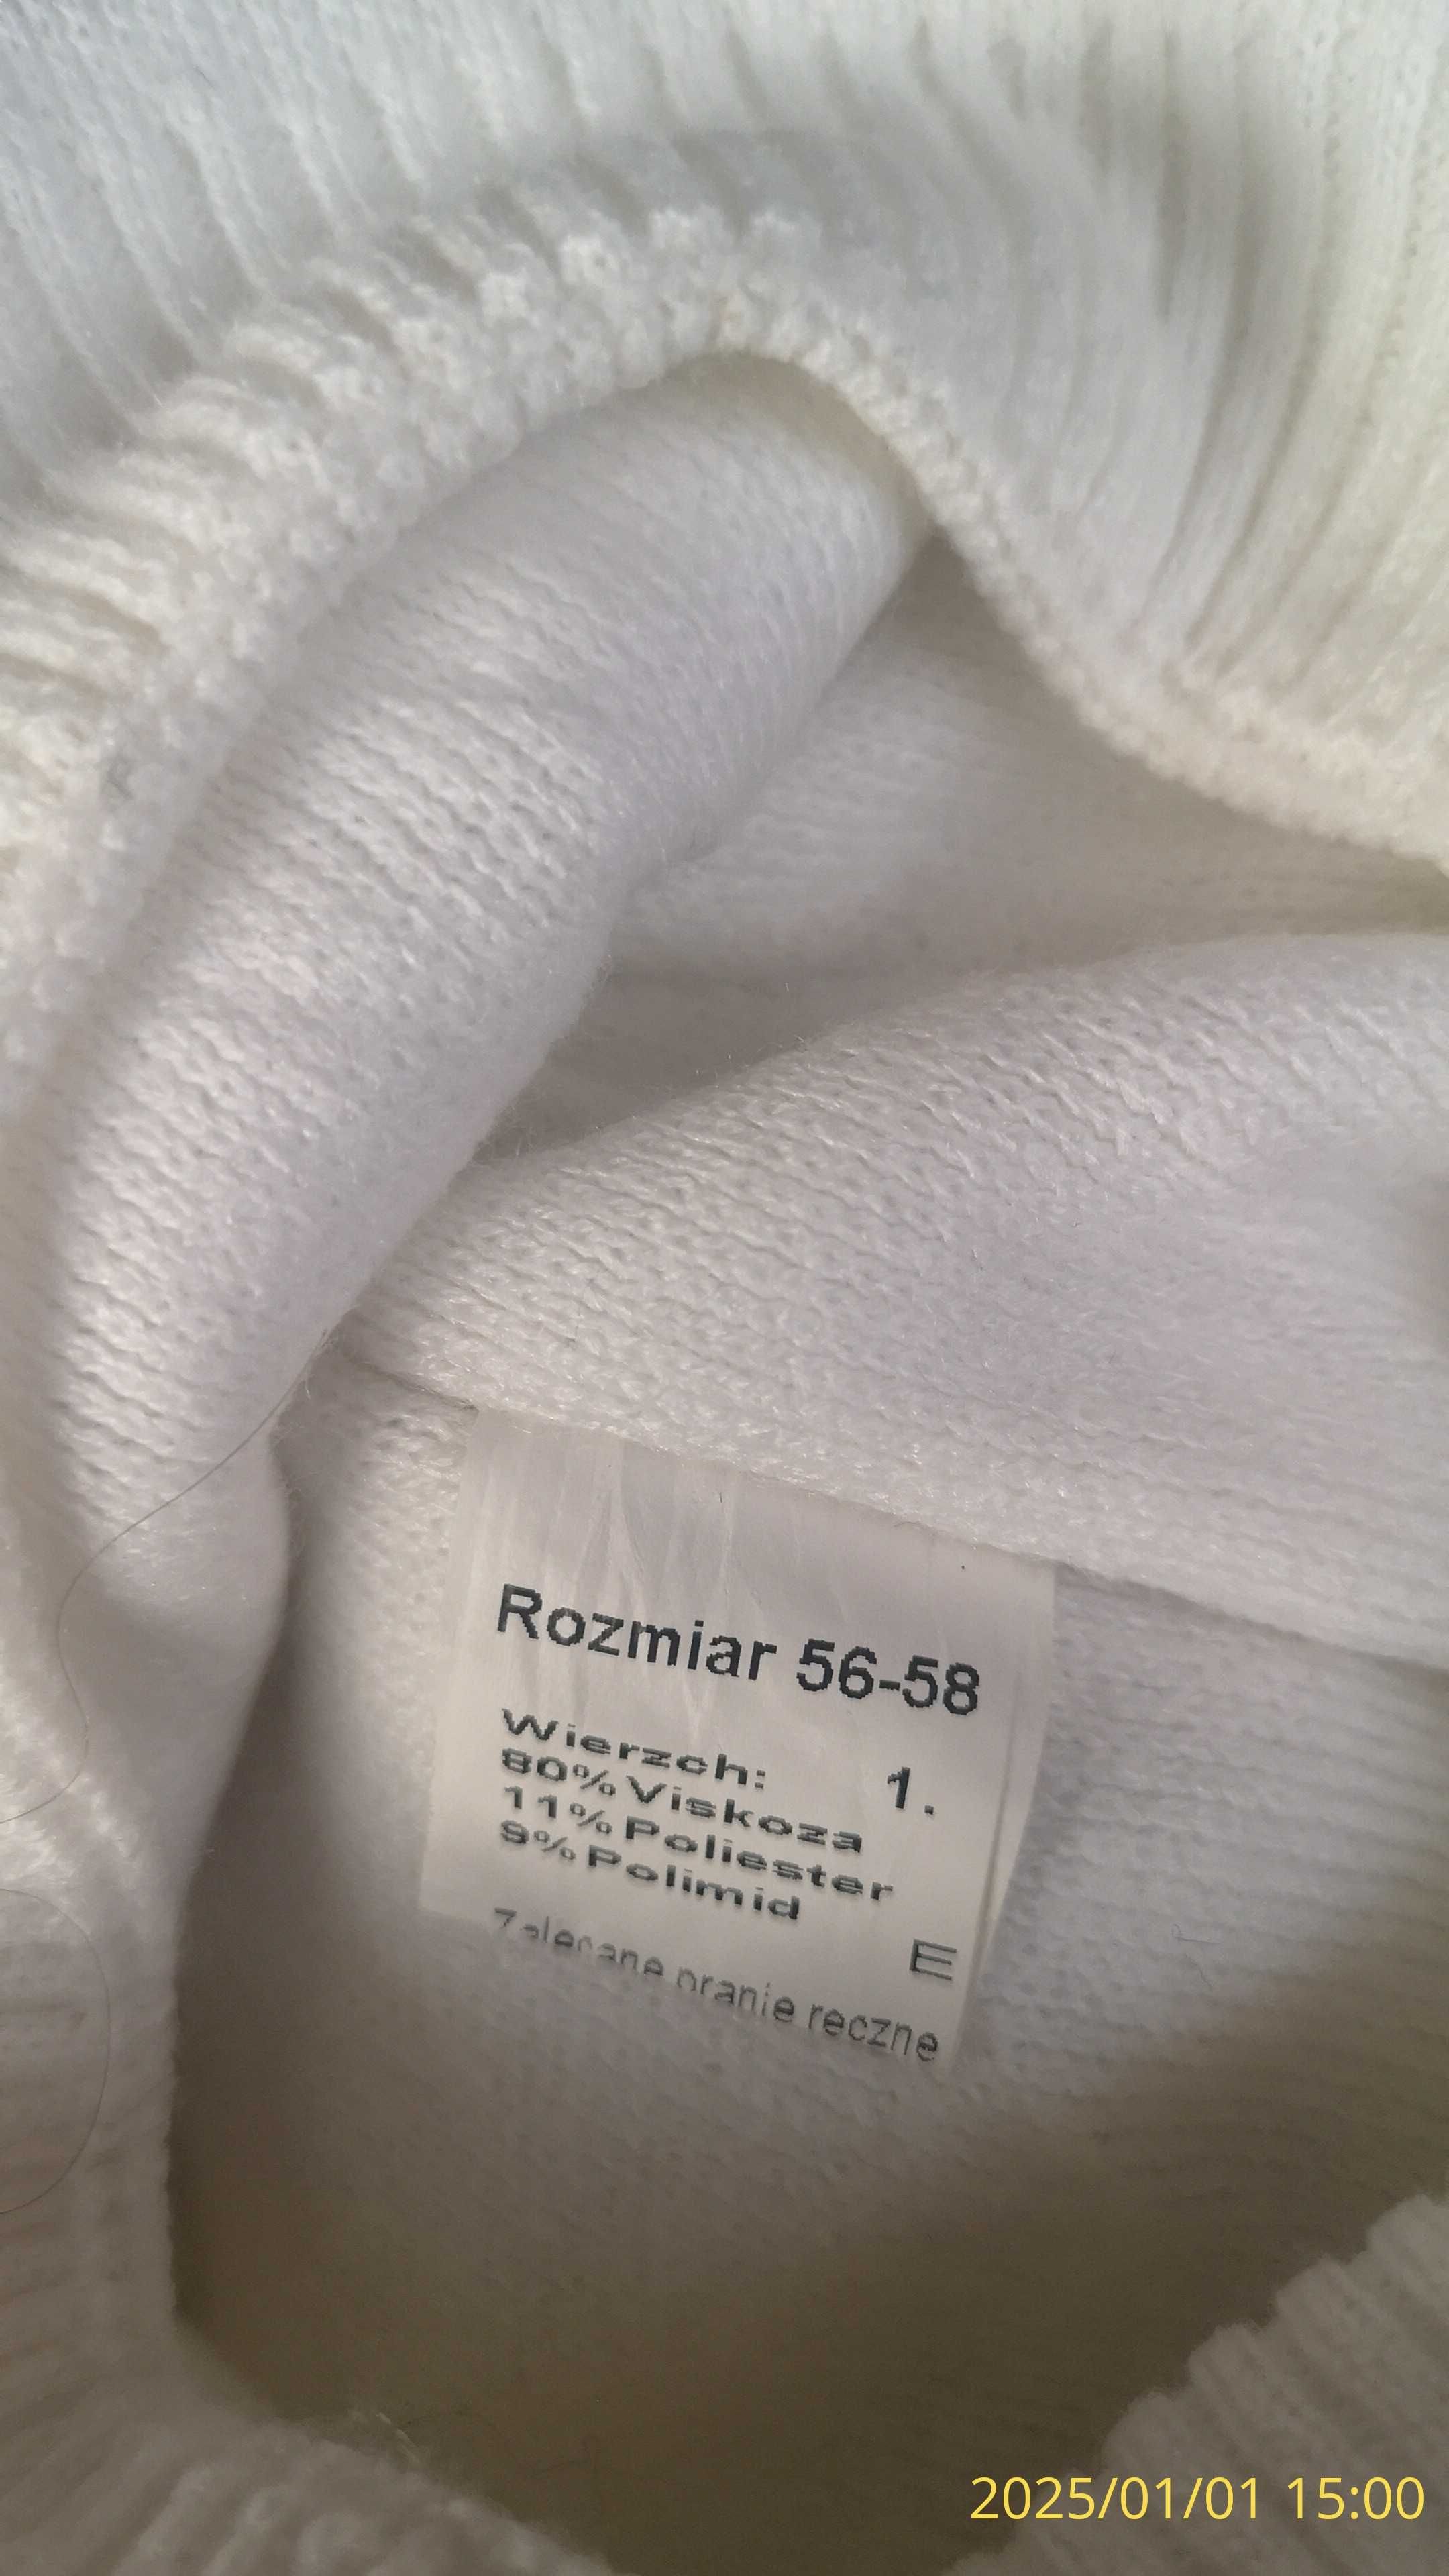 Rozmiar 56-58
Wierzch: 1.
80% Viskoza
11% Poliester
9% Polimid
E
Zalecane pranie reczne
2025/01/01 15:00